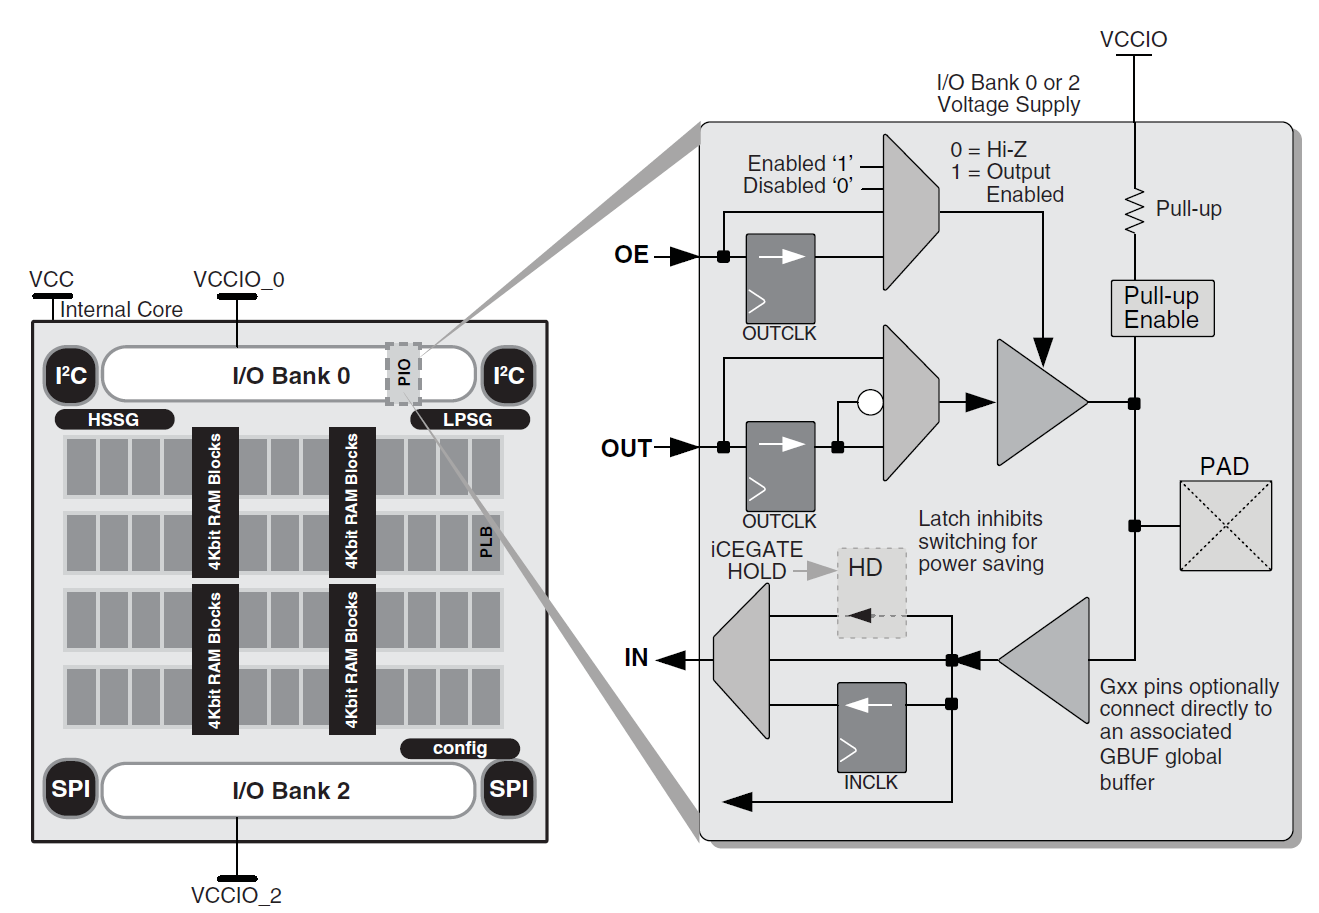 VCC
VCCIO_0
Internal Core
I²C
I/O Bank 0
PIO
I²C
HSSG
LPSG
4Kbit RAM Blocks
4Kbit RAM Blocks
PLB
4Kbit RAM Blocks
4Kbit RAM Blocks
config
SPI
I/O Bank 2
SPI
VCCIO_2
VCCIO
I/O Bank 0 or 2
Voltage Supply
Enabled ‘1’
Disabled ‘0’
0 = Hi-Z
1 = Output
Enabled
Pull-up
OE
OUTCLK
Pull-up
Enable
OUT
OUTCLK
PAD
iCEGATE
HOLD
HD
Latch inhibits
switching for
power saving
IN
INCLK
Gxx pins optionally
connect directly to
an associated
GBUF global
buffer